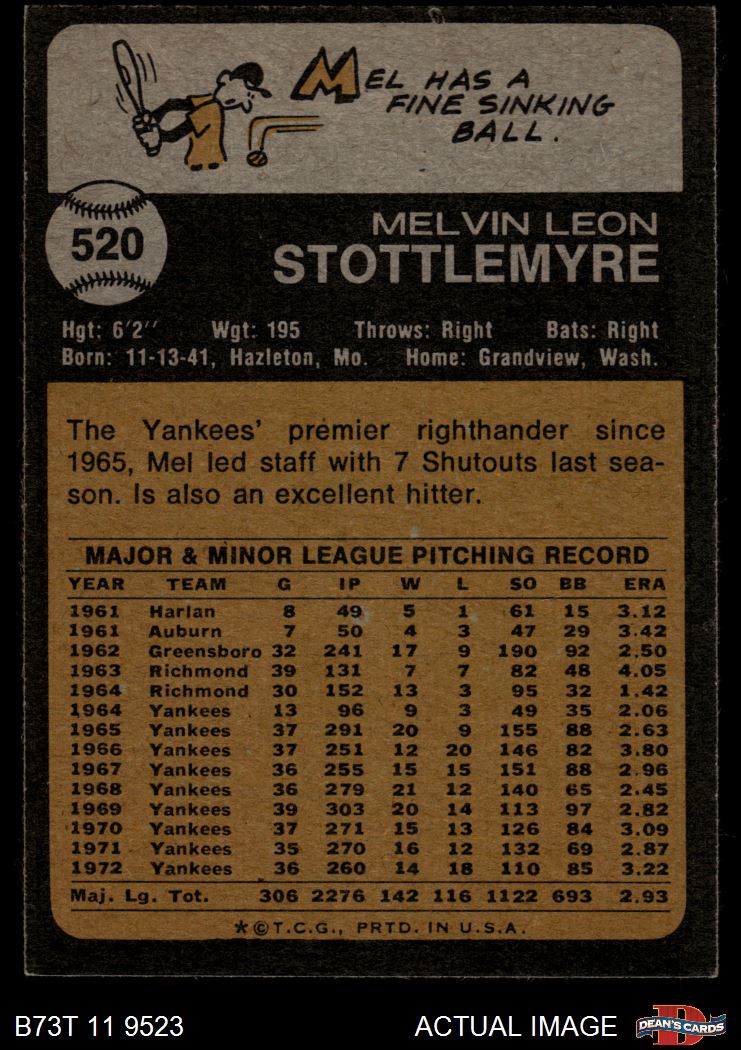 MEL HAS A
FINE SINKING
BALL.
520
MELVIN LEON
STOTTLEMYRE
Hgt: 6'2'' Wgt: 195 Throws: Right Bats: Right
Born: 11-13-41, Hazleton, Mo. Home: Grandview, Wash.
The Yankees' premier righthander since
1965, Mel led staff with 7 Shutouts last sea-
son. Is also an excellent hitter.
MAJOR & MINOR LEAGUE PITCHING RECORD
YEAR TEAM G IP W L SO BB ERA
1961 Harlan 8 49 5 1 61 15 3.12
1961 Auburn 7 50 4 3 47 29 3.42
1962 Greensboro 32 241 17 9 190 92 2.50
1963 Richmond 39 131 7 7 82 48 4.05
1964 Richmond 30 152 13 3 95 32 1.42
1964 Yankees 13 96 9 3 49 35 2.06
1965 Yankees 37 291 20 9 155 88 2.63
1966 Yankees 37 251 12 20 146 82 3.80
1967 Yankees 36 255 15 15 151 88 2.96
1968 Yankees 36 279 21 12 140 65 2.45
1969 Yankees 39 303 20 14 113 97 2.82
1970 Yankees 37 271 15 13 126 84 3.09
1971 Yankees 35 270 16 12 132 69 2.87
1972 Yankees 36 260 14 18 110 85 3.22
Maj. Lg. Tot. 306 2276 142 116 1122 693 2.93
*©T.C.G., PRTD. IN U.S.A.
B73T 11 9523 ACTUAL IMAGE DEAN'S CARDS